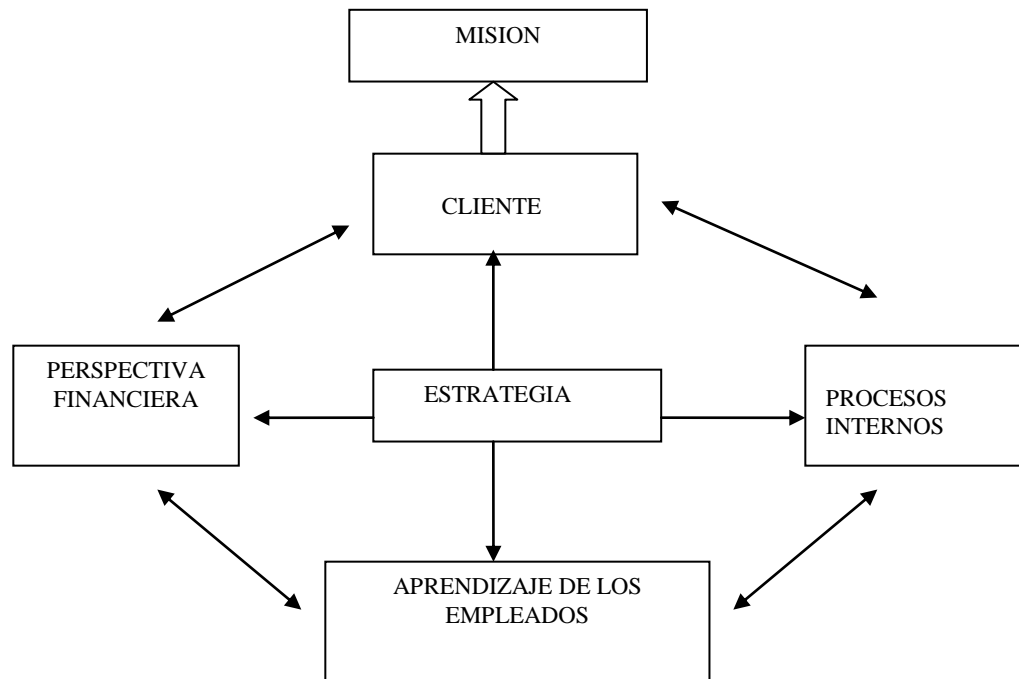 MISION
CLIENTE
PERSPECTIVA
FINANCIERA
ESTRATEGIA
PROCESOS
INTERNOS
APRENDIZAJE DE LOS
EMPLEADOS